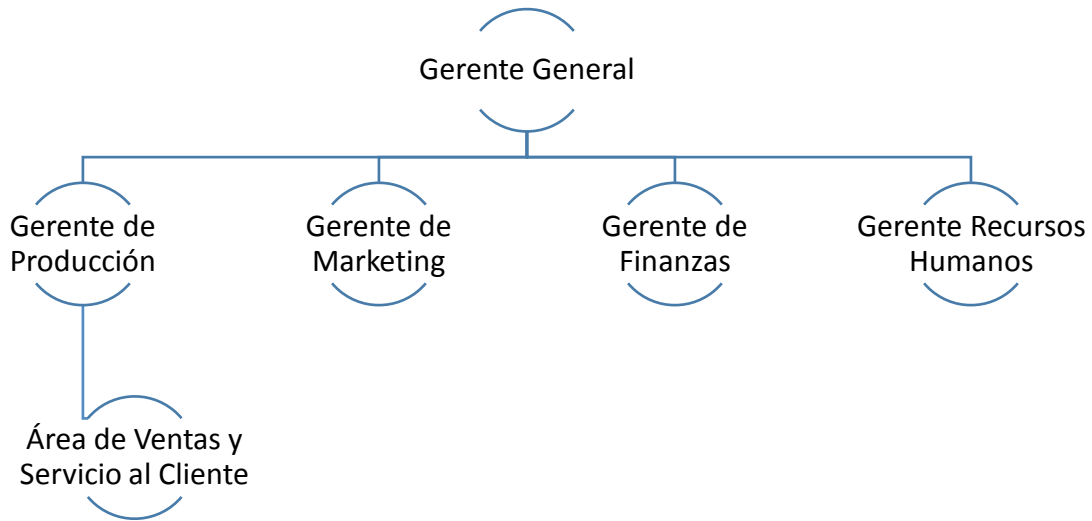 Gerente General
Gerente de
Producción
Gerente de
Marketing
Gerente de
Finanzas
Gerente Recursos
Humanos
Área de Ventas y
Servicio al Cliente